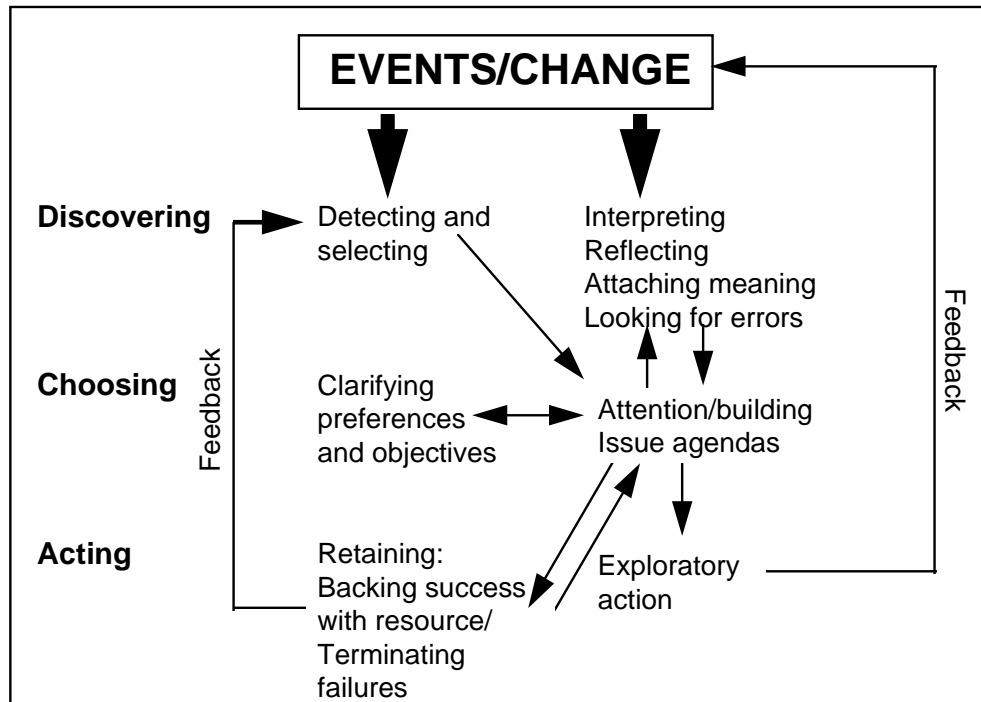 EVENTS/CHANGE
Discovering
Detecting and
selecting
Interpreting
Reflecting
Attaching meaning
Looking for errors
Feedback
Feedback
Choosing
Clarifying
preferences
and objectives
Attention/building
Issue agendas
Acting
Retaining:
Backing success
with resource/
Terminating
failures
Exploratory
action